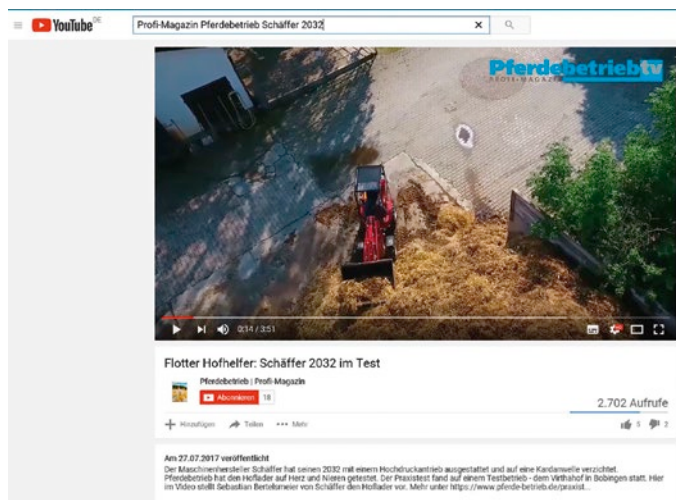 YouTube DE
Profi-Magazin Pferdebetrieb Schäffer 2032
Pferdebetrieb tv
PROFI-MAGAZIN
0:14 / 3:51
Flotter Hofhelfer: Schäffer 2032 im Test
Pferdebetrieb | Profi-Magazin
Abonnieren 18
2.702 Aufrufe
Hinzufügen Teilen Mehr
5 2
Am 27.07.2017 veröffentlicht
Der Maschinenhersteller Schäffer hat seinen 2032 mit einem Hochdruckantrieb ausgestattet und auf eine Kardanwelle verzichtet.
Pferdebetrieb hat den Hoflader auf Herz und Nieren getestet. Der Praxistest fand auf einem Testbetrieb - dem Virthahof in Bobingen statt. Hier
im Video stellt Sebastian Bertelsmeier von Schäffer den Hoflader vor. Mehr unter https://www.pferde-betrieb.de/praxist...